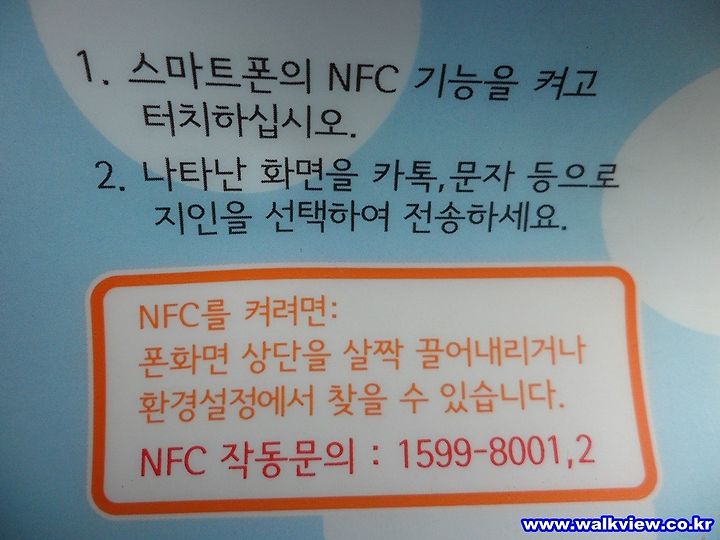 1. 스마트폰의 NFC 기능을 켜고
터치하십시오.
2. 나타난 화면을 카톡,문자 등으로
지인을 선택하여 전송하세요.
NFC를 켜려면:
폰화면 상단을 살짝 끌어내리거나
환경설정에서 찾을 수 있습니다.
NFC 작동문의 : 1599-8001,2
www.walkview.co.kr